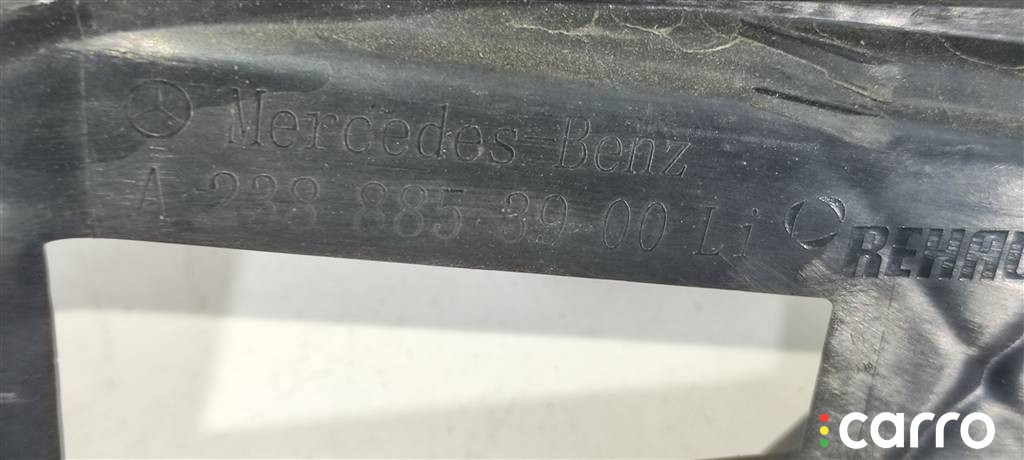 Mercedes-Benz
A 238 885 39 00 Li
REHAU
carro